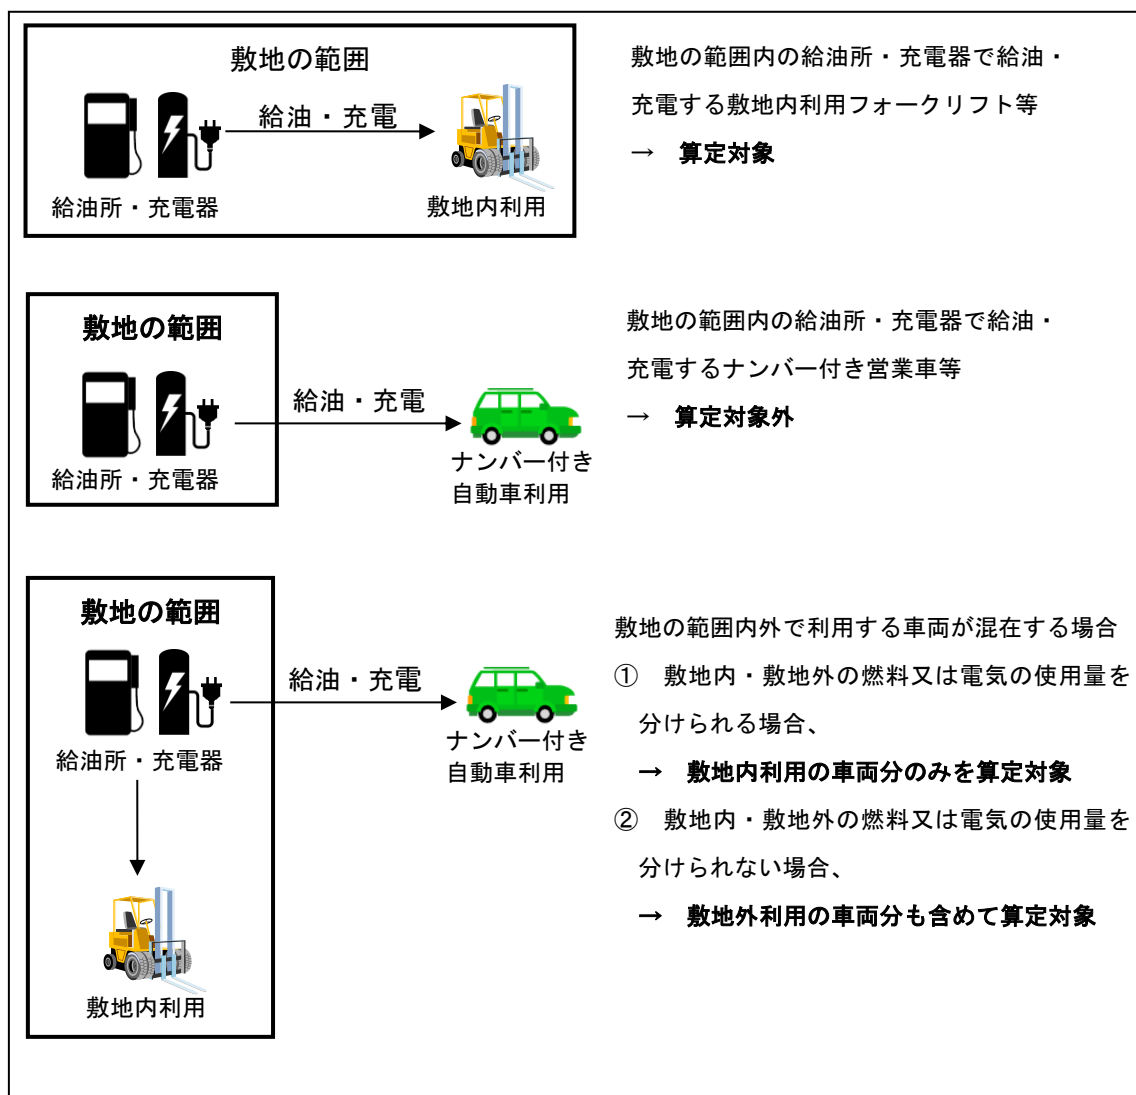 敷地の範囲
給油・充電
給油所・充電器
敷地内利用
敷地の範囲内の給油所・充電器で給油・
充電する敷地内利用フォークリフト等
→　算定対象
敷地の範囲
給油・充電
給油所・充電器
ナンバー付き
自動車利用
敷地の範囲内の給油所・充電器で給油・
充電するナンバー付き営業車等
→　算定対象外
敷地の範囲
給油・充電
給油所・充電器
ナンバー付き
自動車利用
敷地内利用
敷地の範囲内外で利用する車両が混在する場合
①　敷地内・敷地外の燃料又は電気の使用量を
分けられる場合、
→　敷地内利用の車両分のみを算定対象
②　敷地内・敷地外の燃料又は電気の使用量を
分けられない場合、
→　敷地外利用の車両分も含めて算定対象